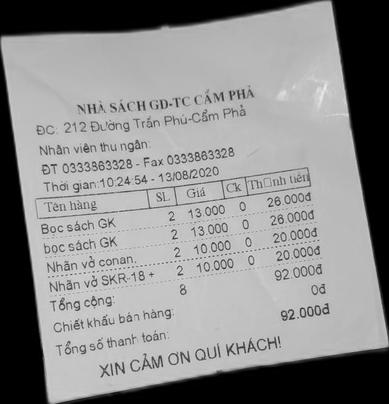 NHÀ SÁCH GD-TC CẨM PHẢ
ĐC: 212 Đường Trần Phú-Cẩm Phả
Nhân viên thu ngân:
ĐT 0333863328 - Fax 0333863328
Thời gian:10:24:54 - 13/08/2020
Tên hàng SL Giá Ck Th□nh tiền
Bọc sách GK 2 13.000 0 26.000đ
bọc sách GK 2 13.000 0 26.000đ
Nhãn vở conan. 2 10.000 0 20.000đ
Nhãn vở SKR-18 + 2 10.000 0 20.000đ
Tổng cộng: 8 92.000đ
Chiết khấu bán hàng: 0đ
Tổng số thanh toán: 92.000đ
XIN CẢM ƠN QUÍ KHÁCH!